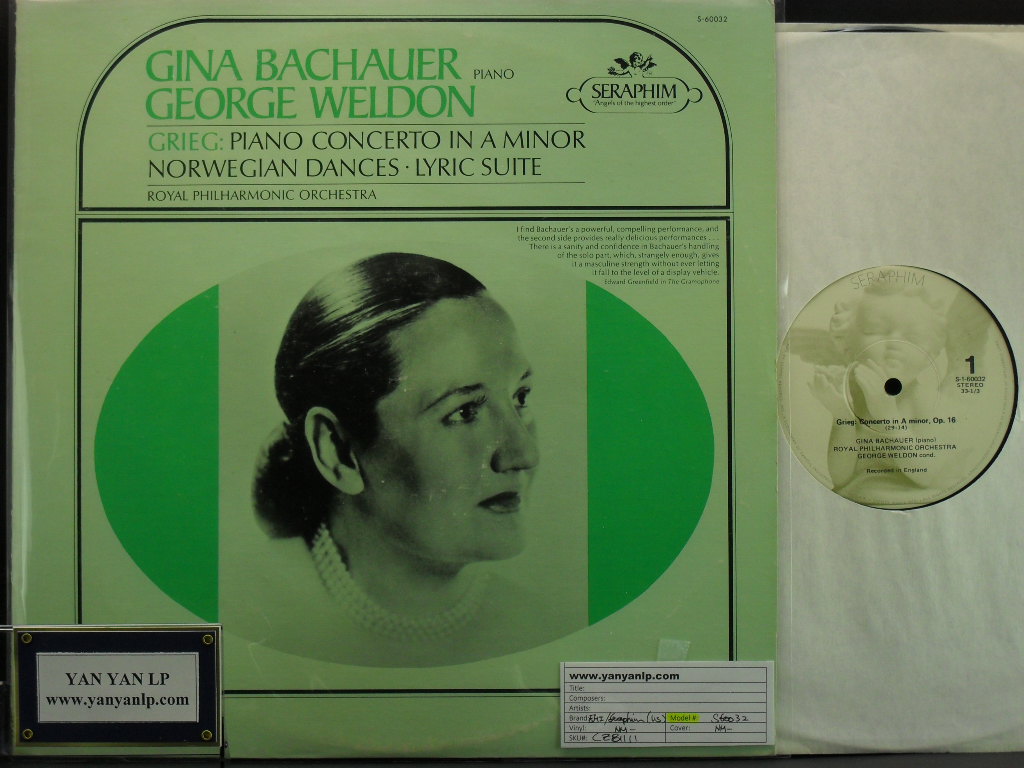 S-60032
GINA BACHAUER PIANO
GEORGE WELDON
SERAPHIM
"Angels of the highest order"
GRIEG: PIANO CONCERTO IN A MINOR
NORWEGIAN DANCES · LYRIC SUITE
ROYAL PHILHARMONIC ORCHESTRA
I find Bachauer's a powerful, compelling performance, and
the second side provides really delicious performances . . .
There is a sanity and confidence in Bachauer's handling
of the solo part, which, strangely enough, gives
it a masculine strength without ever letting
it fall to the level of a display vehicle.
Edward Greenfield in The Gramophone
SERAPHIM
1
S-1-60032
STEREO
33-1/3
Grieg: Concerto in A minor, Op. 16
(29-14)
GINA BACHAUER (piano)
ROYAL PHILHARMONIC ORCHESTRA
GEORGE WELDON cond.
Recorded in England
YAN YAN LP
www.yanyanlp.com
www.yanyanlp.com
Title:
Composers:
Artists:
Brand: EMI/Seraphim (US) Model #: S60032
Vinyl: NM- Cover: NM-
SKU#: